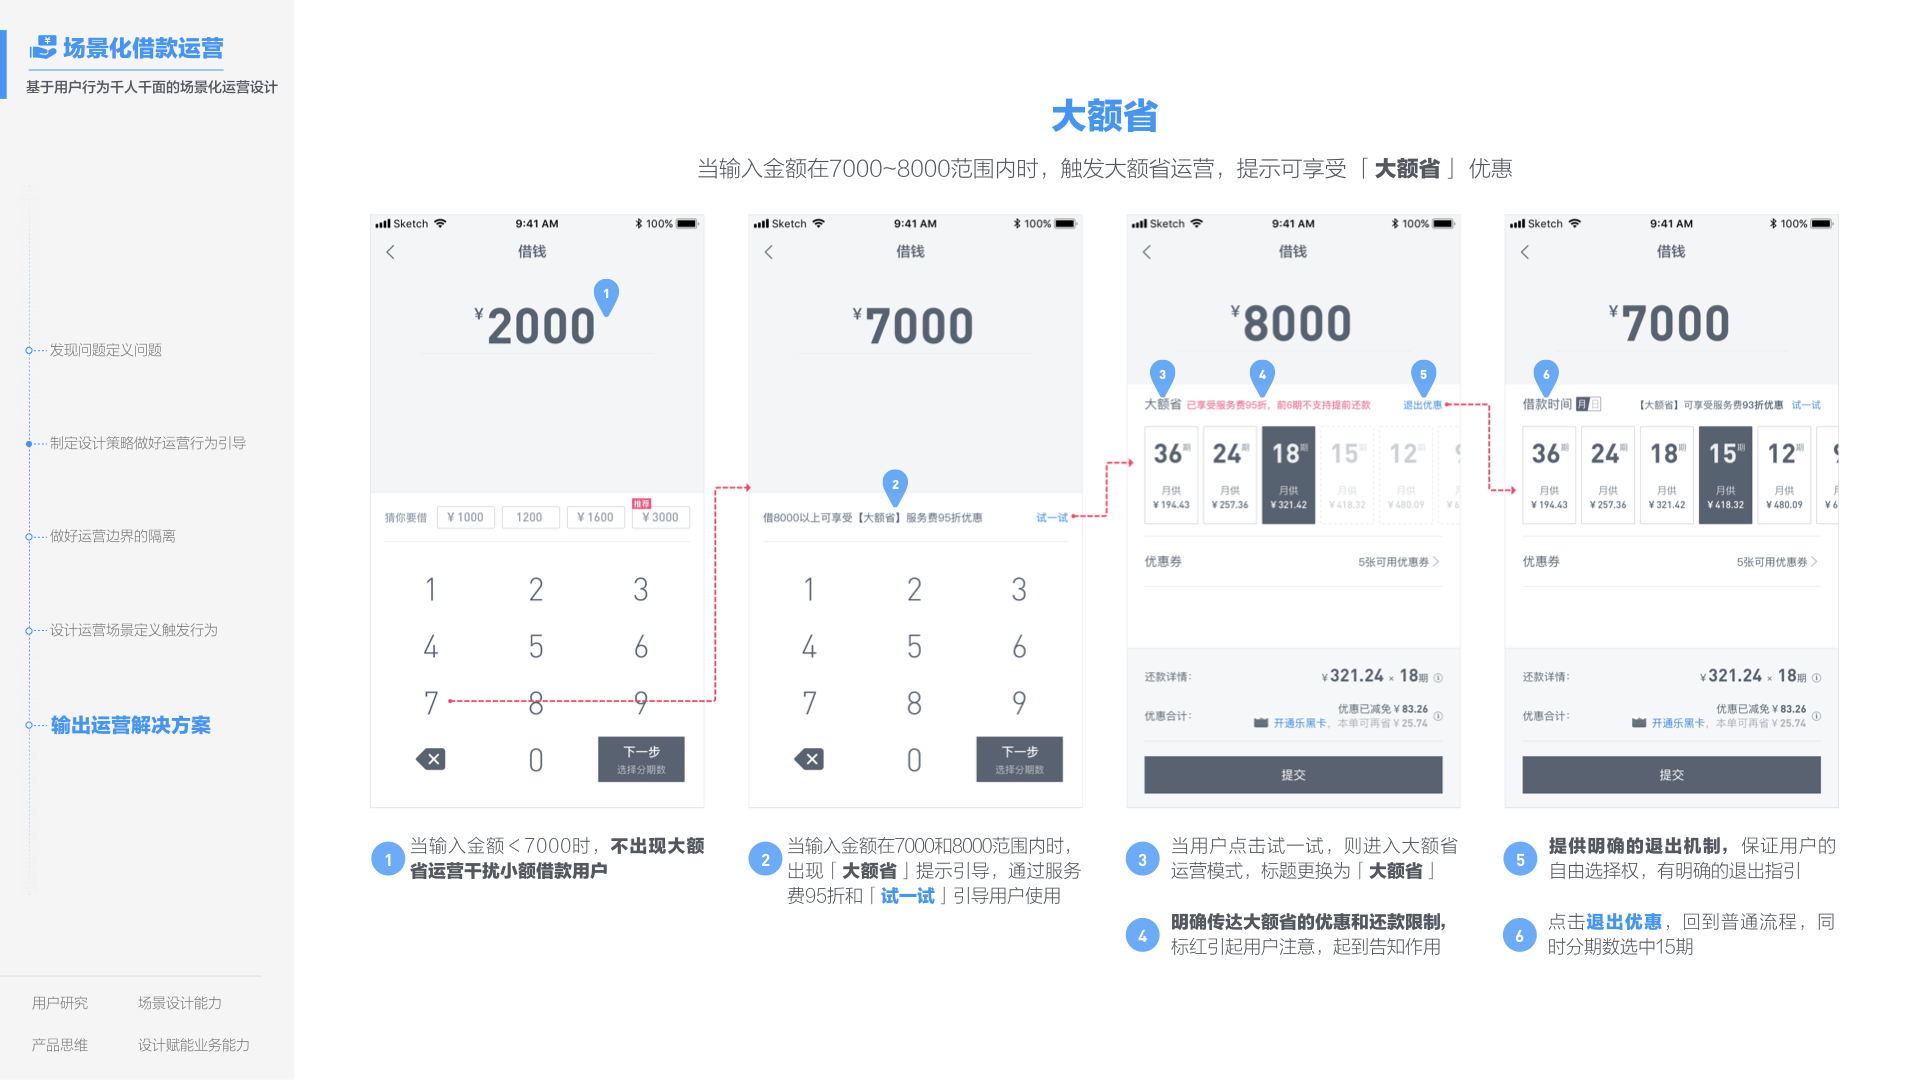 场景化借款运营
基于用户行为千人千面的场景化运营设计
发现问题定义问题
制定设计策略做好运营行为引导
做好运营边界的隔离
设计运营场景定义触发行为
输出运营解决方案
用户研究 场景设计能力
产品思维 设计赋能业务能力
大额省
当输入金额在7000~8000范围内时，触发大额省运营，提示可享受「大额省」优惠
Sketch 9:41 AM 100%
借钱
¥2000
1
猜你要借 ¥1000 1200 ¥1600 ¥3000
推荐
1 2 3
4 5 6
7 8 9
0 下一步
选择分期数
1 当输入金额＜7000时，不出现大额
省运营干扰小额借款用户
Sketch 9:41 AM 100%
借钱
¥7000
2
借8000以上可享受【大额省】服务费95折优惠 试一试
1 2 3
4 5 6
7 8 9
0 下一步
选择分期数
2 当输入金额在7000和8000范围内时，
出现「大额省」提示引导，通过服务
费95折和「试一试」引导用户使用
Sketch 9:41 AM 100%
借钱
¥8000
3 4 5
大额省 已享受服务费95折，前6期不支持提前还款 退出优惠
36期 24期 18期 15期 12期 9
月供 月供 月供 月供 月供 月
¥194.43 ¥257.36 ¥321.42 ¥418.32 ¥480.09 ¥6
优惠券 5张可用优惠券
还款详情： ¥321.24 × 18期
优惠合计： 优惠已减免¥83.26
开通乐黑卡，本单可再省¥25.74
提交
3 当用户点击试一试，则进入大额省
运营模式，标题更换为「大额省」
4 明确传达大额省的优惠和还款限制，
标红引起用户注意，起到告知作用
Sketch 9:41 AM 100%
借钱
¥7000
6
借款时间 月 日 【大额省】可享受服务费93折优惠 试一试
36期 24期 18期 15期 12期 9
月供 月供 月供 月供 月供 月
¥194.43 ¥257.36 ¥321.42 ¥418.32 ¥480.09 ¥6
优惠券 5张可用优惠券
还款详情： ¥321.24 × 18期
优惠合计： 优惠已减免¥83.26
开通乐黑卡，本单可再省¥25.74
提交
5 提供明确的退出机制，保证用户的
自由选择权，有明确的退出指引
6 点击退出优惠，回到普通流程，同
时分期数选中15期